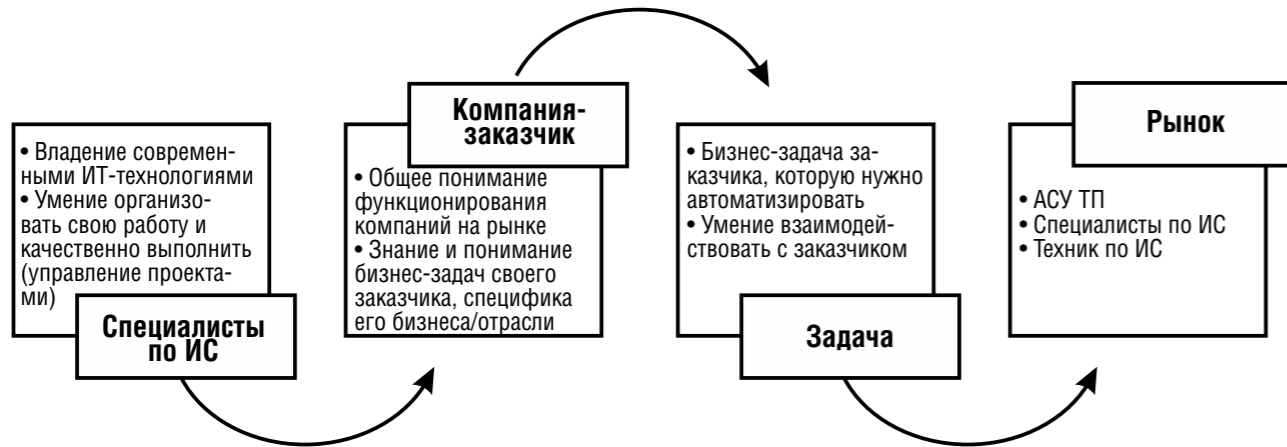 • Владение современ-
ными ИТ-технологиями
• Умение организо-
вать свою работу и
качественно выполнить
(управление проекта-
ми)
Специалисты
по ИС
Компания-
заказчик
• Общее понимание
функционирования
компаний на рынке
• Знание и понимание
бизнес-задач своего
заказчика, специфика
его бизнеса/отрасли
• Бизнес-задача за-
казчика, которую нужно
автоматизировать
• Умение взаимодей-
ствовать с заказчиком
Задача
Рынок
• АСУ ТП
• Специалисты по ИС
• Техник по ИС